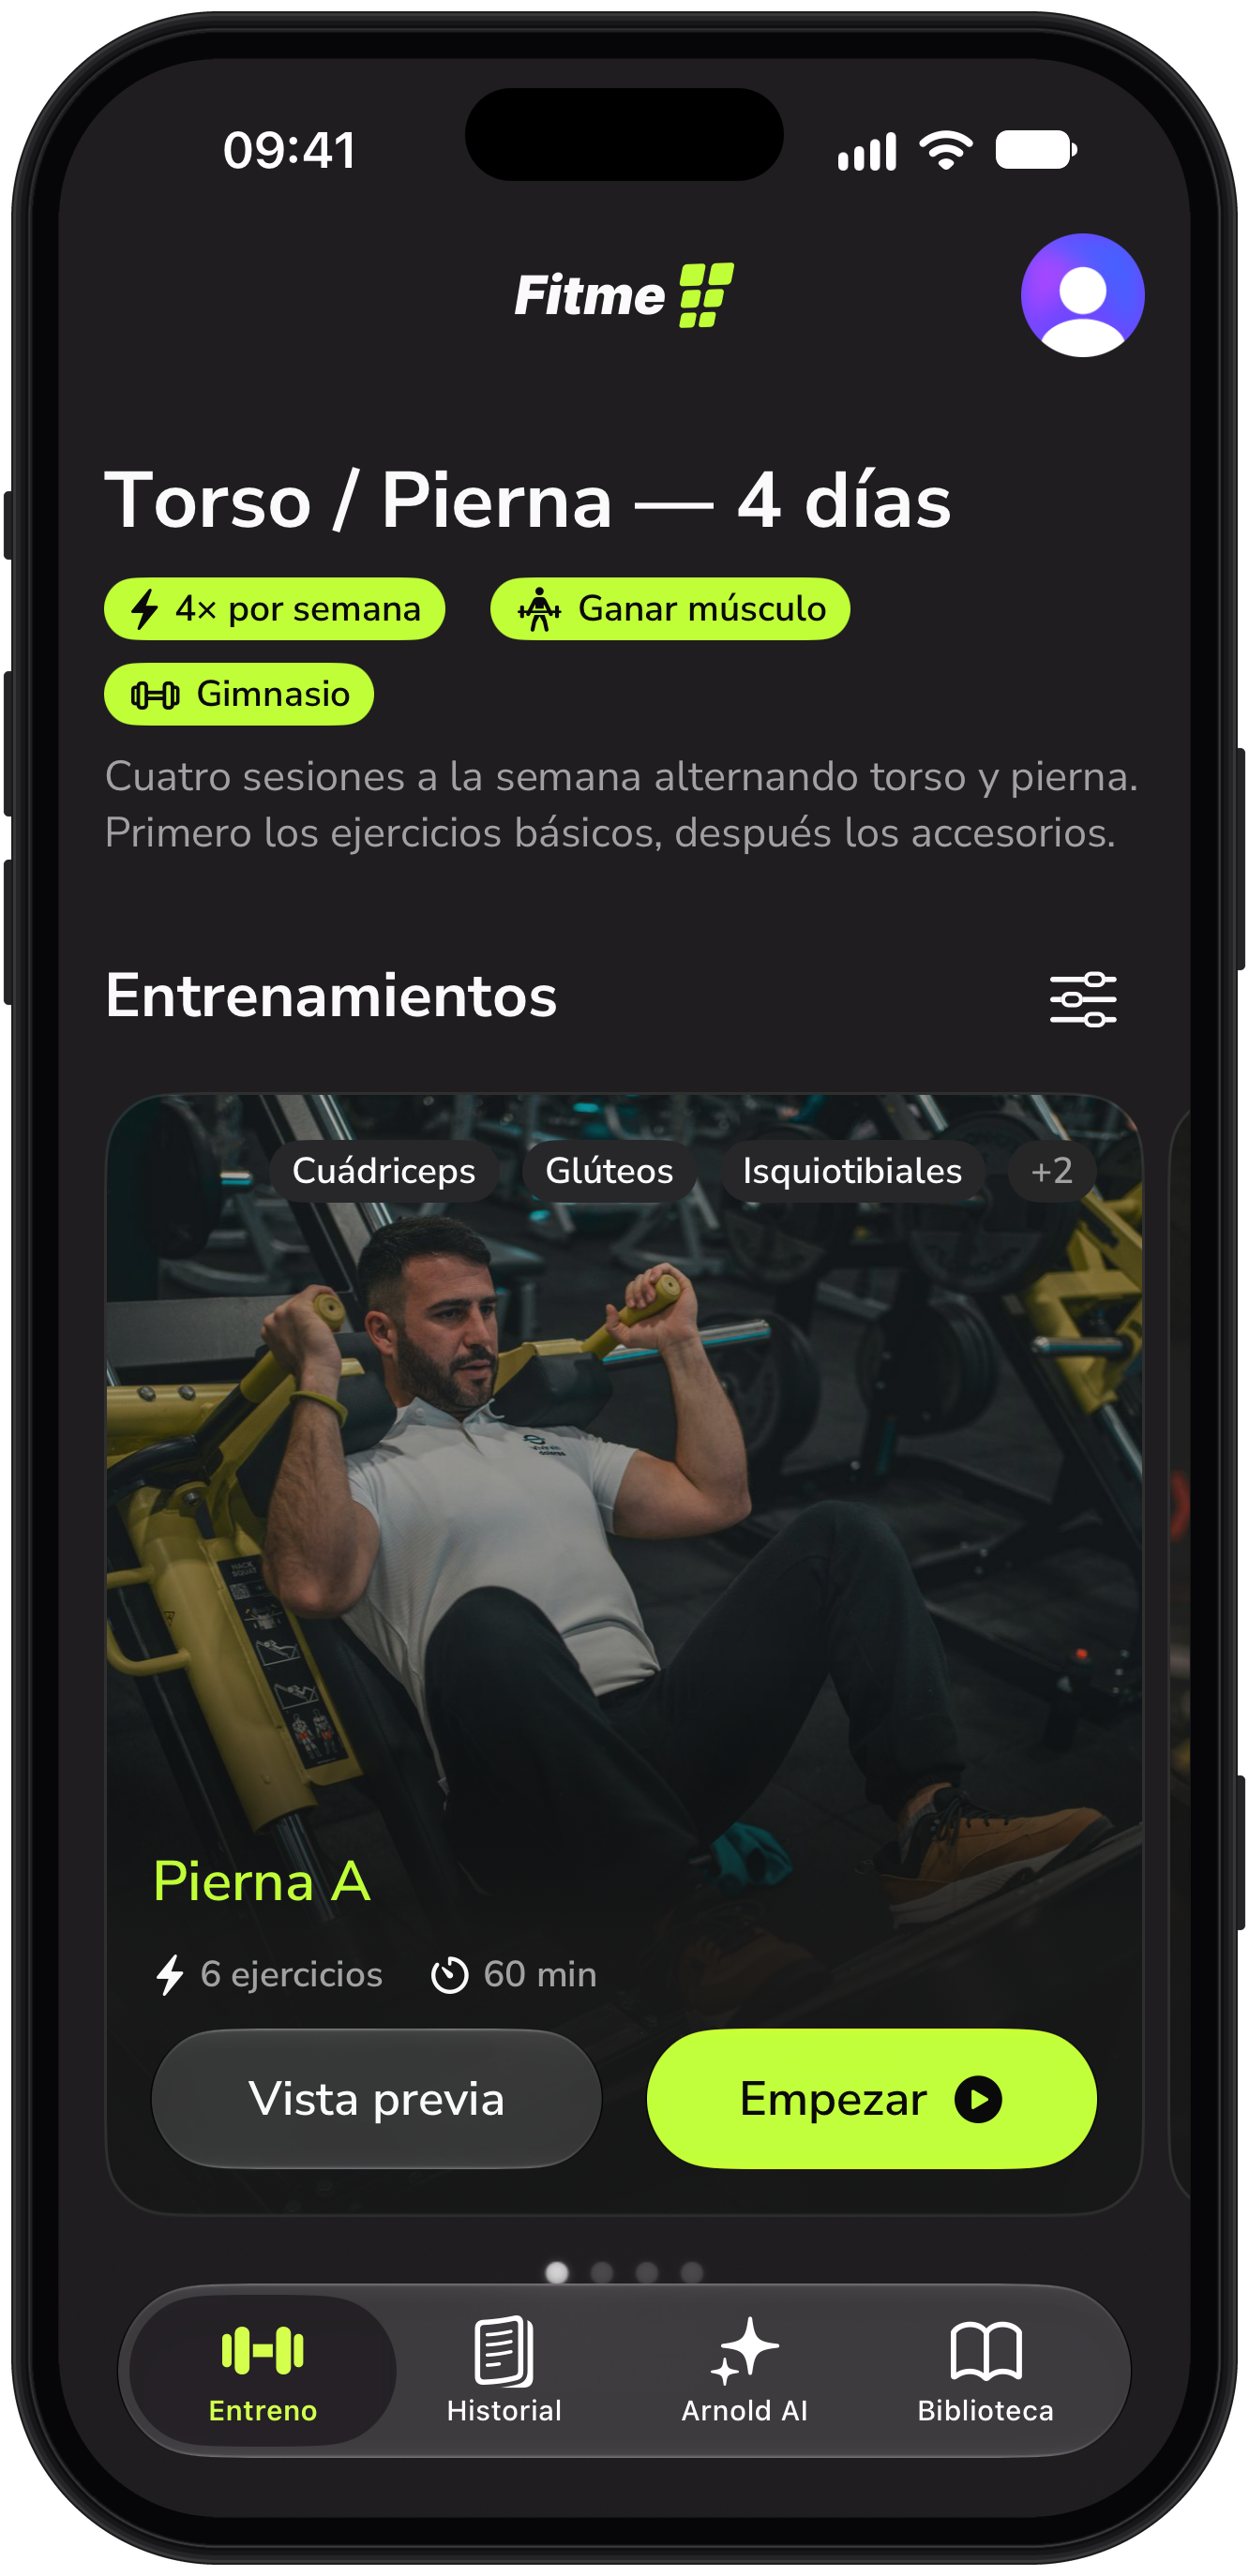 09:41
Fitme
Torso / Pierna — 4 días
4× por semana
Ganar músculo
Gimnasio
Cuatro sesiones a la semana alternando torso y pierna.
Primero los ejercicios básicos, después los accesorios.
Entrenamientos
Cuádriceps
Glúteos
Isquiotibiales
+2
HACK
SQUAT
Pierna A
6 ejercicios
60 min
Vista previa
Empezar
Entreno
Historial
Arnold AI
Biblioteca